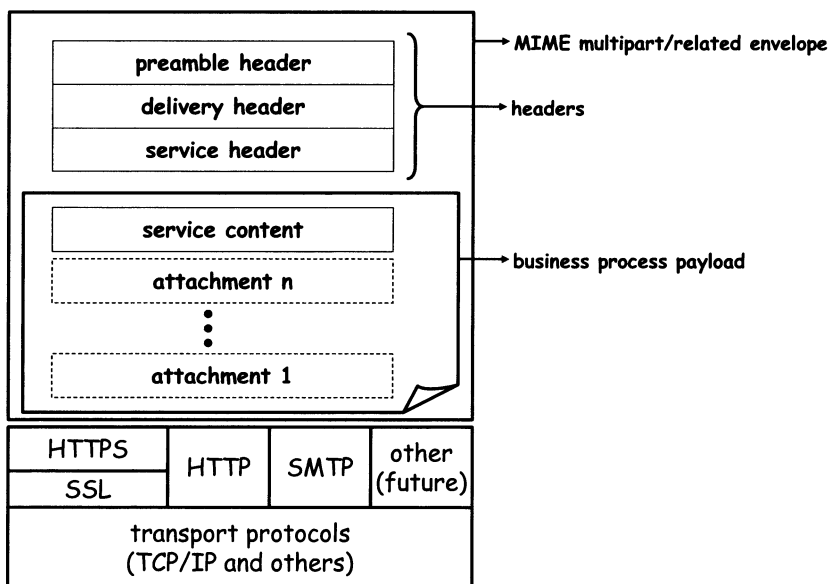 preamble header
delivery header
service header
service content
attachment n
attachment 1
MIME multipart/related envelope
headers
business process payload
HTTPS
SSL
HTTP
SMTP
other
(future)
transport protocols
(TCP/IP and others)